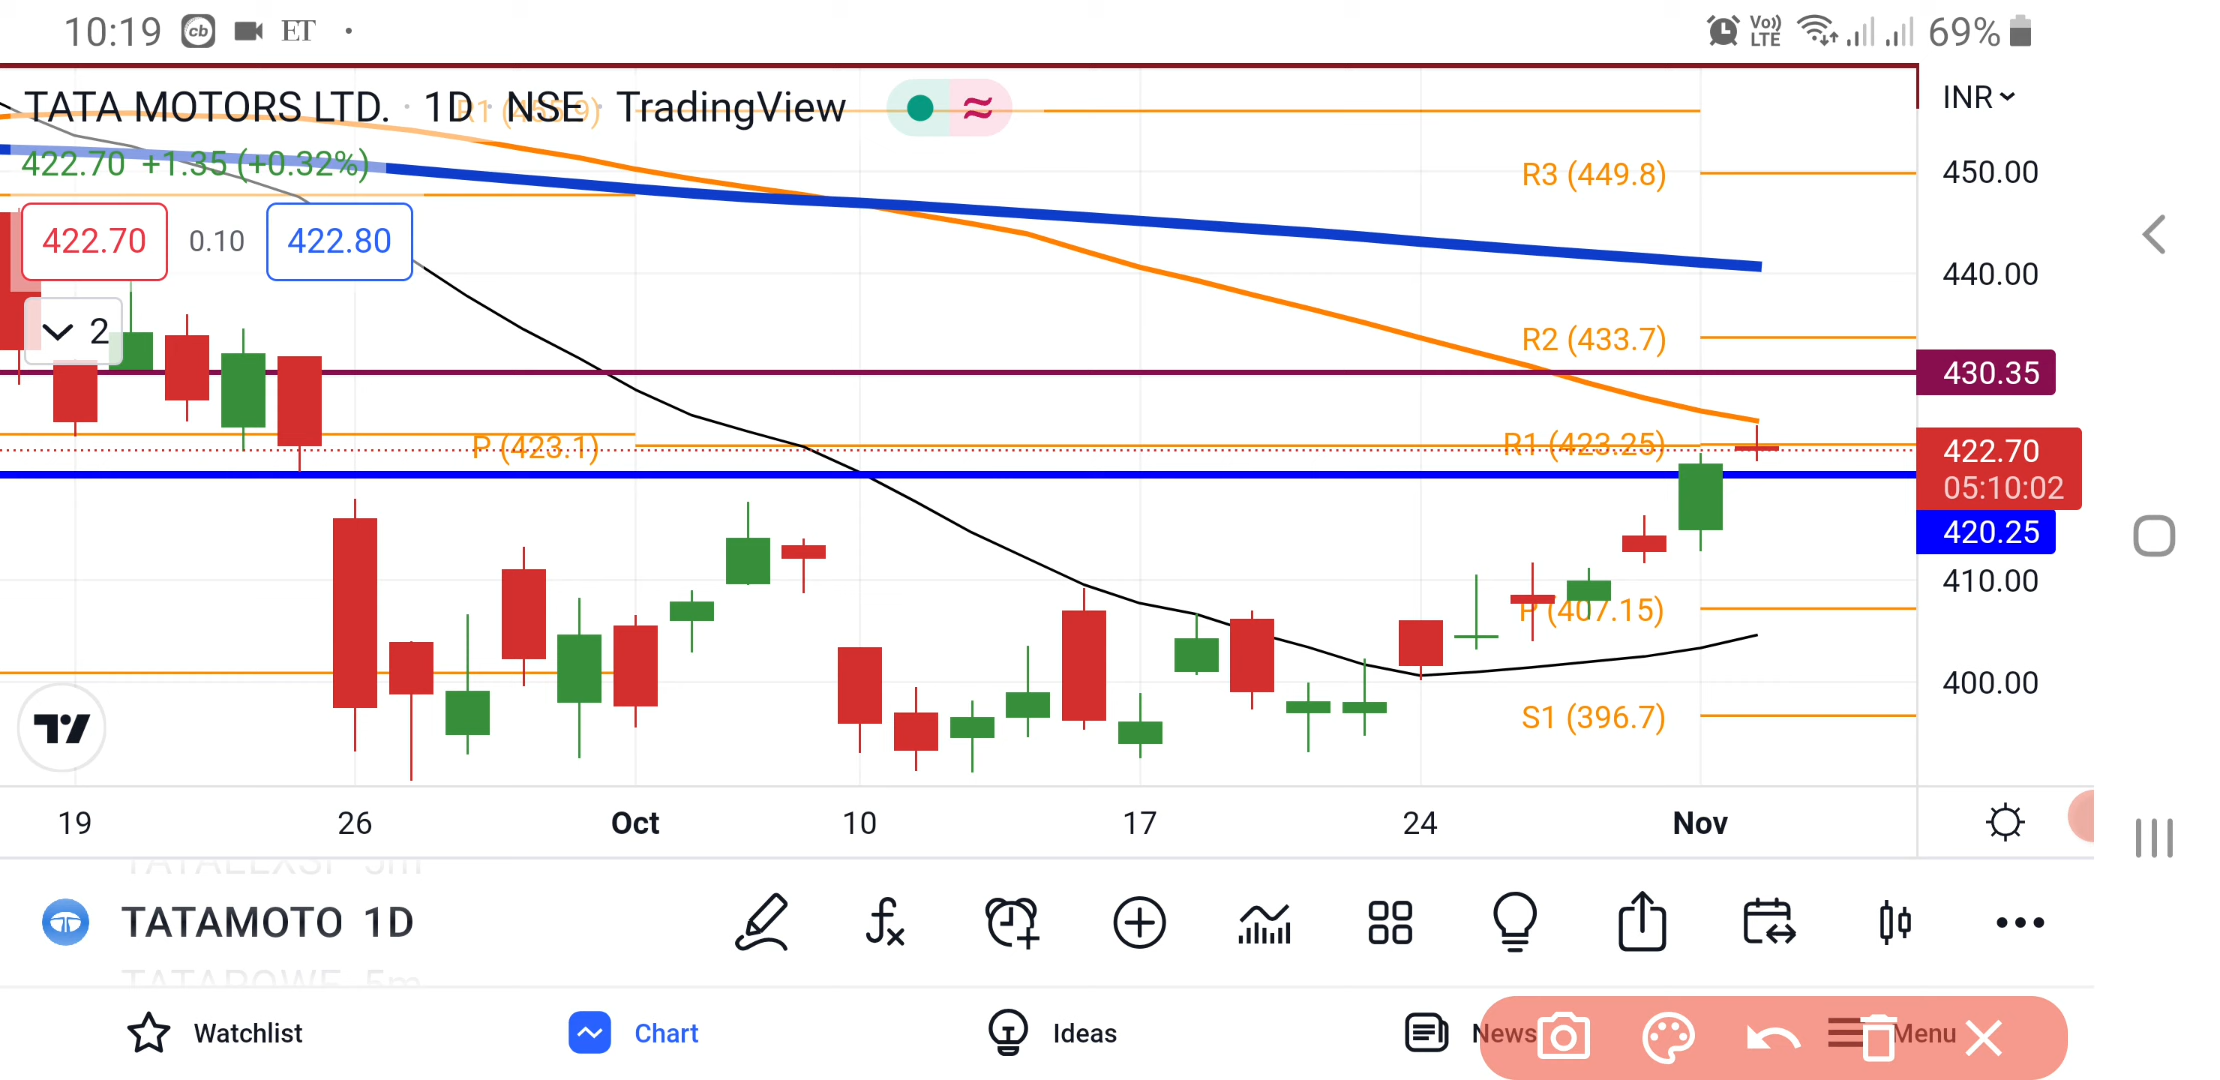 10:19 cb ET
Vo)) LTE 69%
TATA MOTORS LTD. · 1D · NSE · TradingView
INR
422.70 +1.35 (+0.32%)
422.70 0.10 422.80
2
R3 (449.8)
R2 (433.7)
P (423.1)
R1 (423.25)
P (407.15)
S1 (396.7)
450.00
440.00
430.35
422.70
05:10:02
420.25
410.00
400.00
19 26 Oct 10 17 24 Nov
TATAMOTO 1D
Watchlist Chart Ideas News Menu